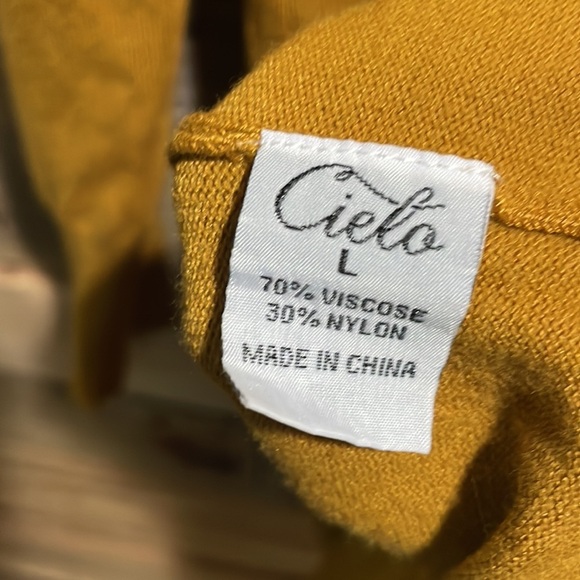 Cielo
L
70% VISCOSE
30% NYLON
MADE IN CHINA